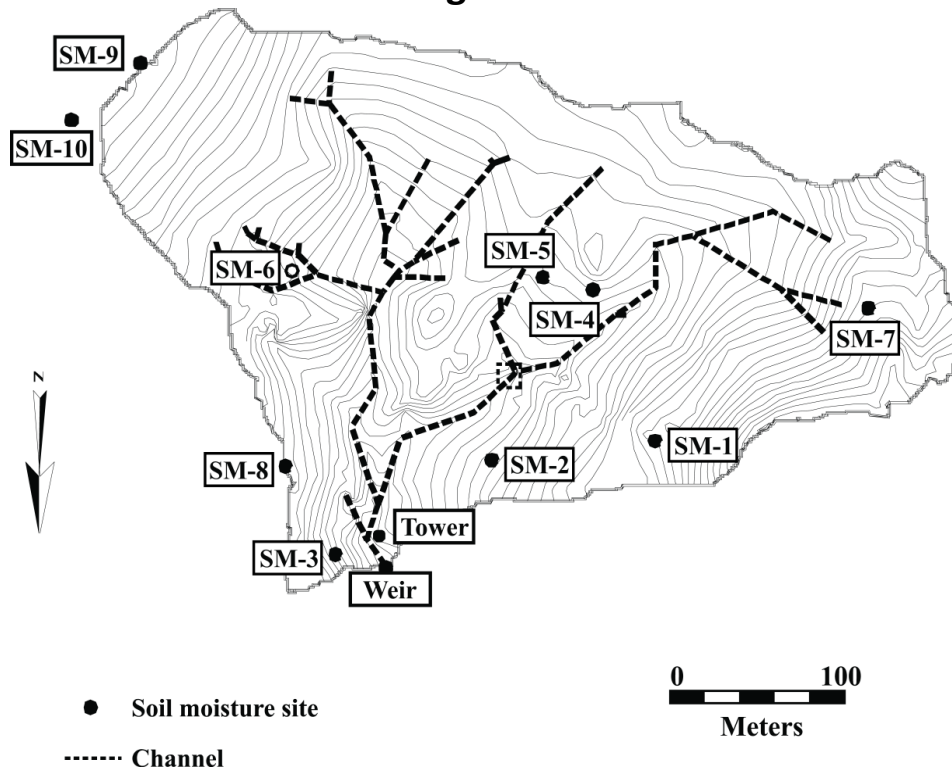 SM-9
SM-10
SM-6
SM-5
SM-4
SM-7
N
SM-8
SM-2
SM-1
Tower
SM-3
Weir
0 100
Meters
Soil moisture site
Channel